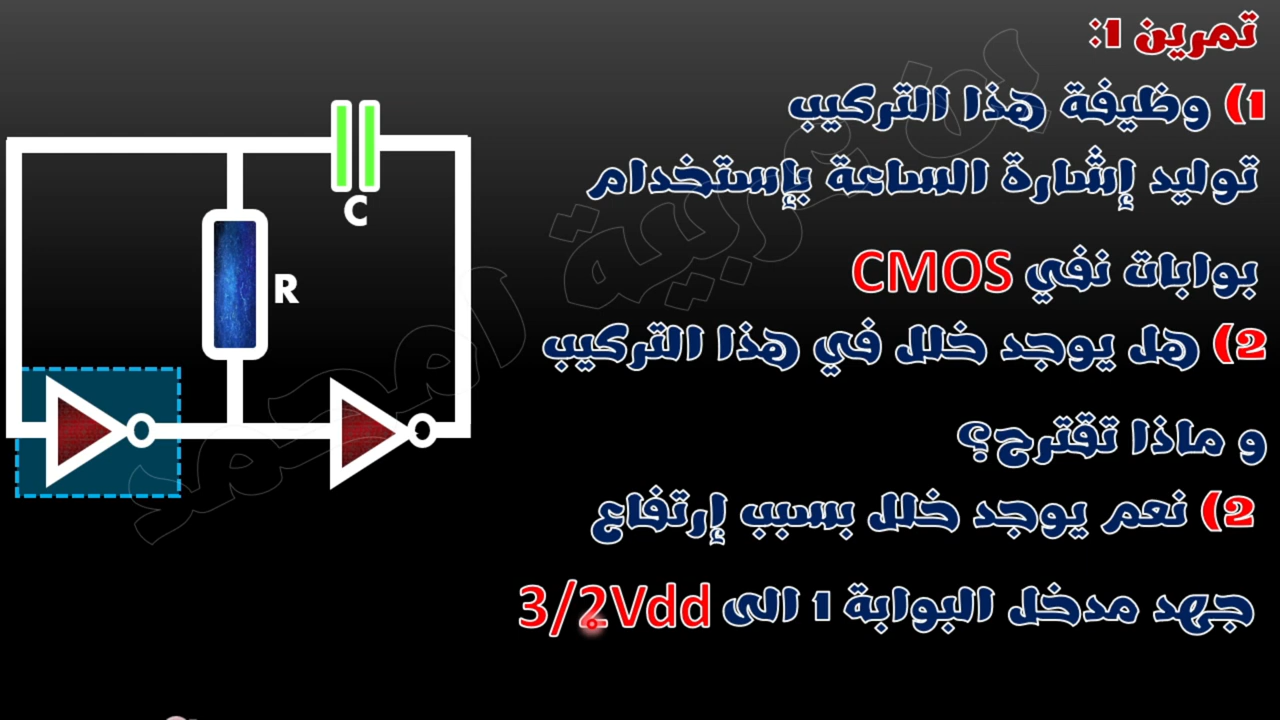 تمرين 1:
1) وظيفة هذا التركيب
توليد إشارة الساعة بإستخدام
بوابات نفي CMOS
2) هل يوجد خلل في هذا التركيب
و ماذا تقترح؟
2) نعم يوجد خلل بسبب إرتفاع
جهد مدخل البوابة 1 الى 3/2Vdd
C
R